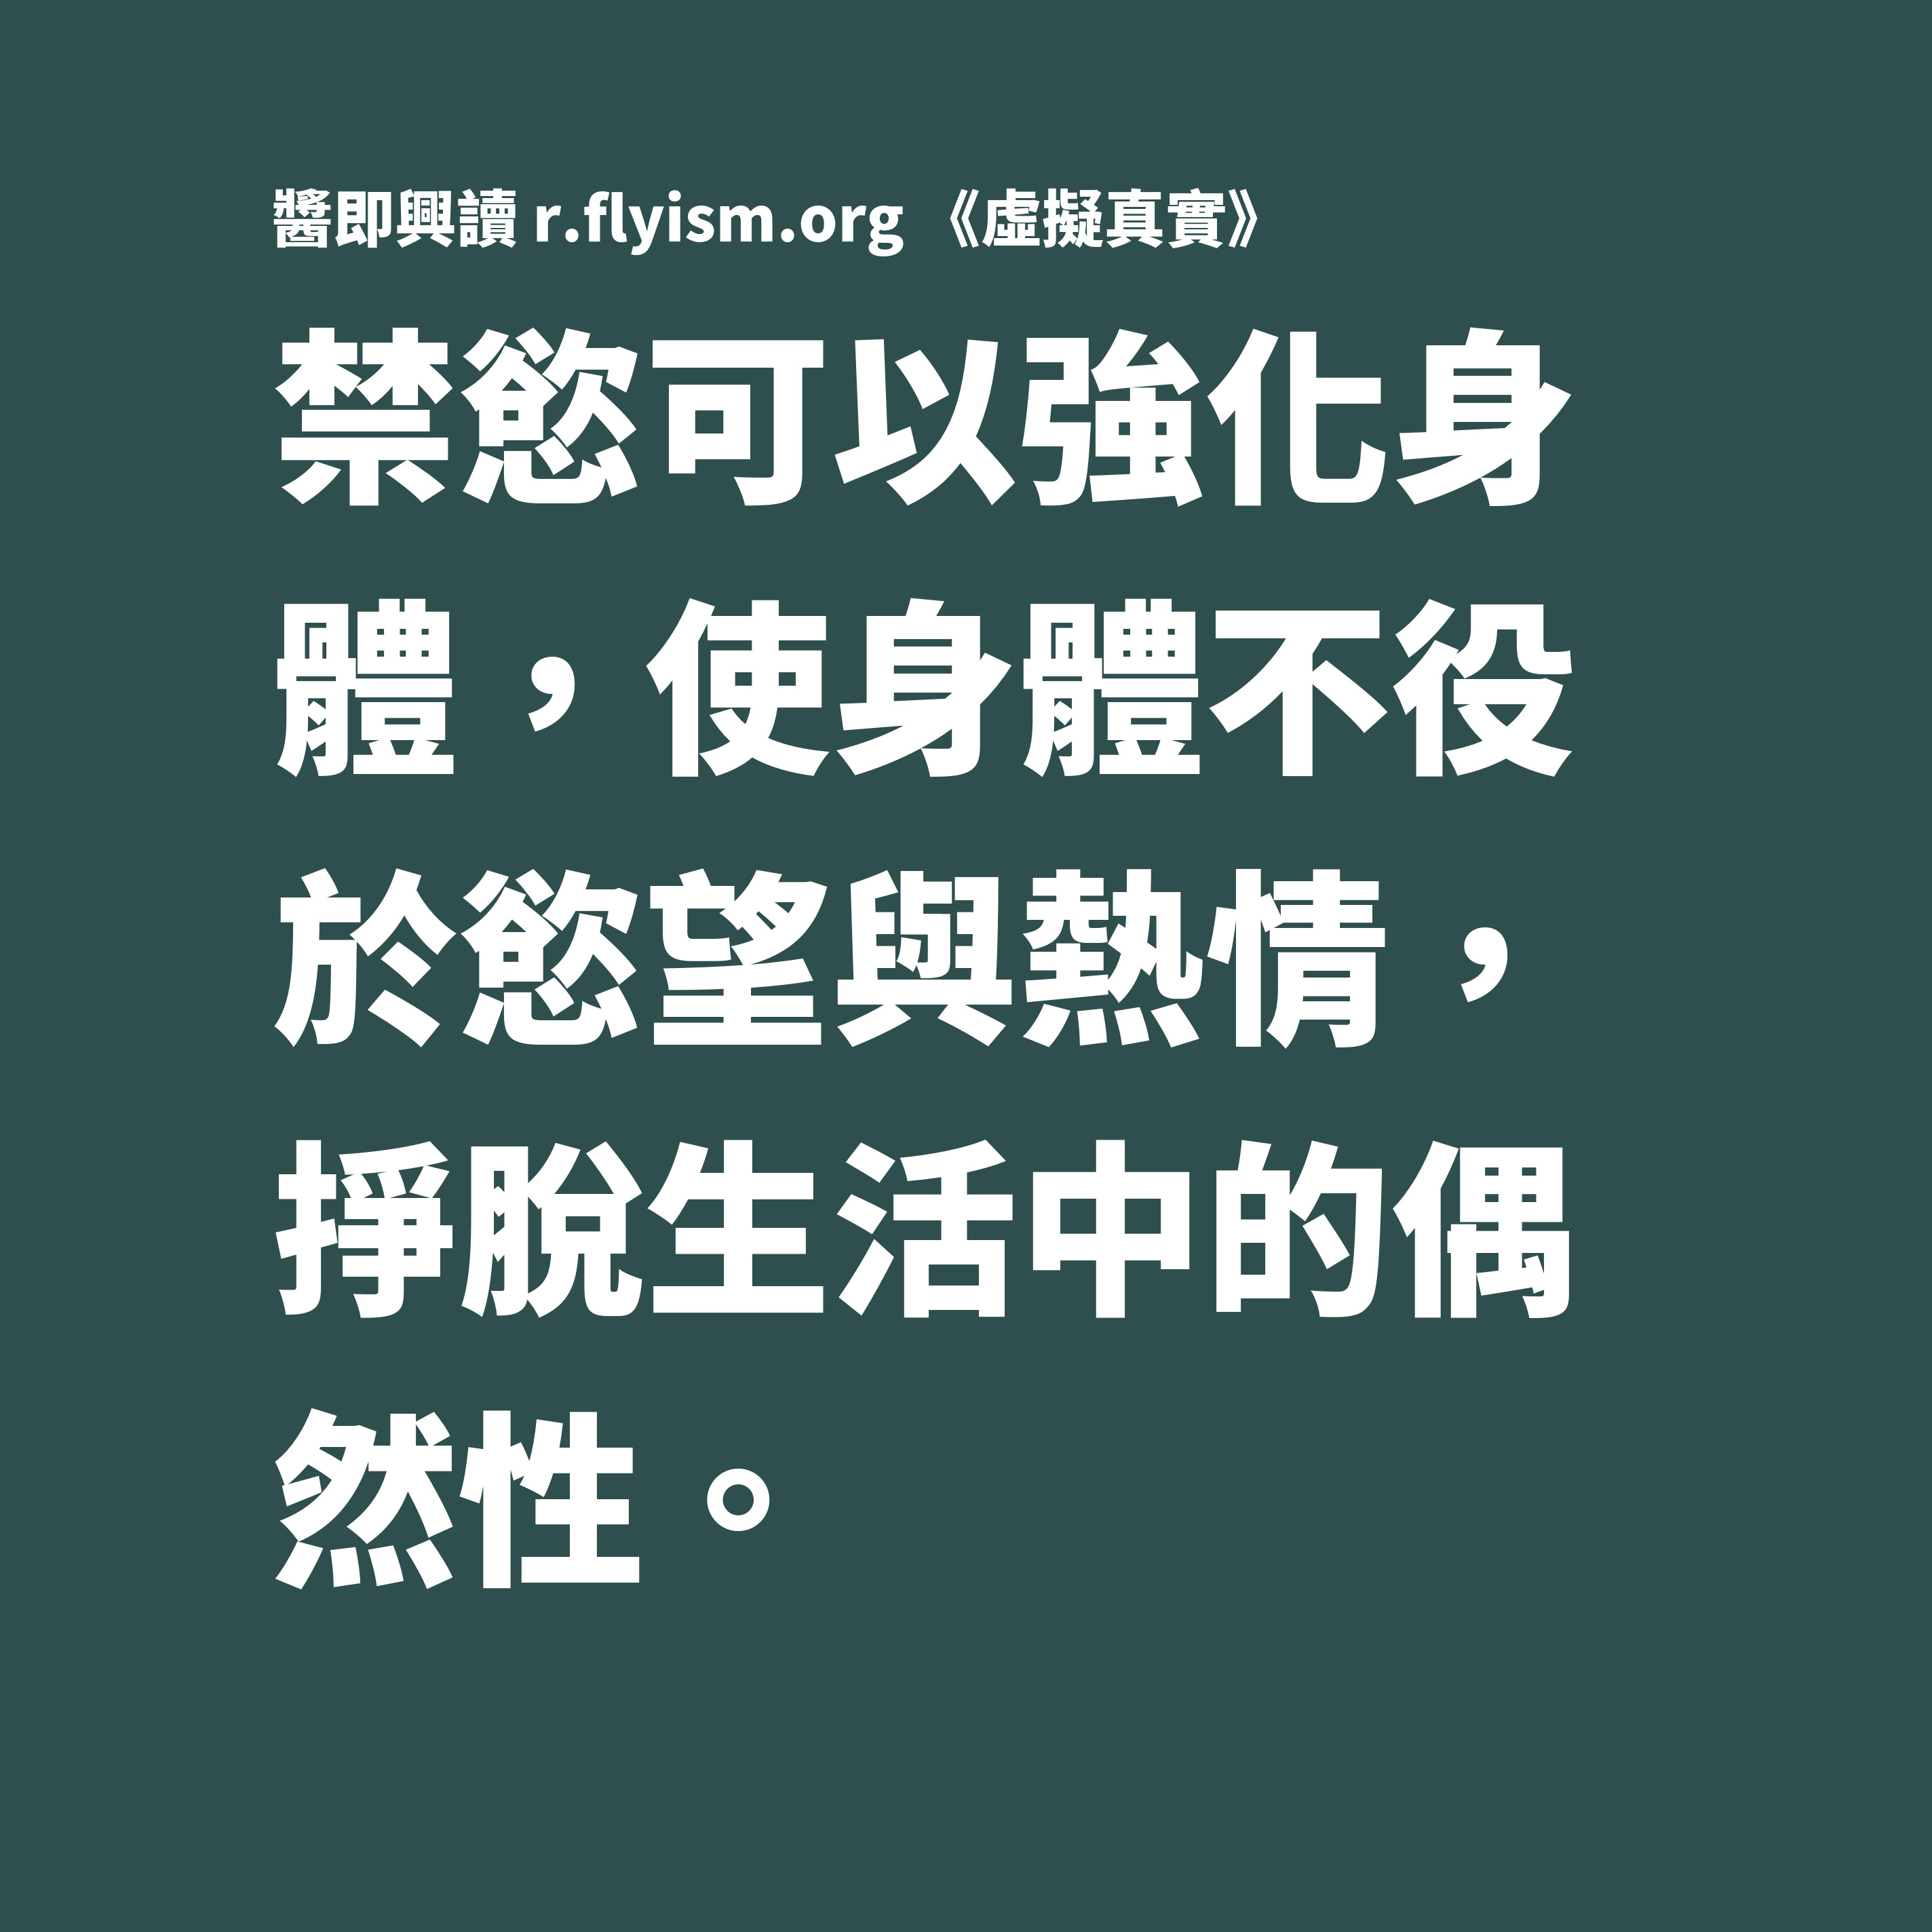 醬即興讀 r.flyism.org《虛擬真實》
禁慾可以強化身
體，使身體不役
於慾望與熱情，
掙脫生活中的偶
然性。